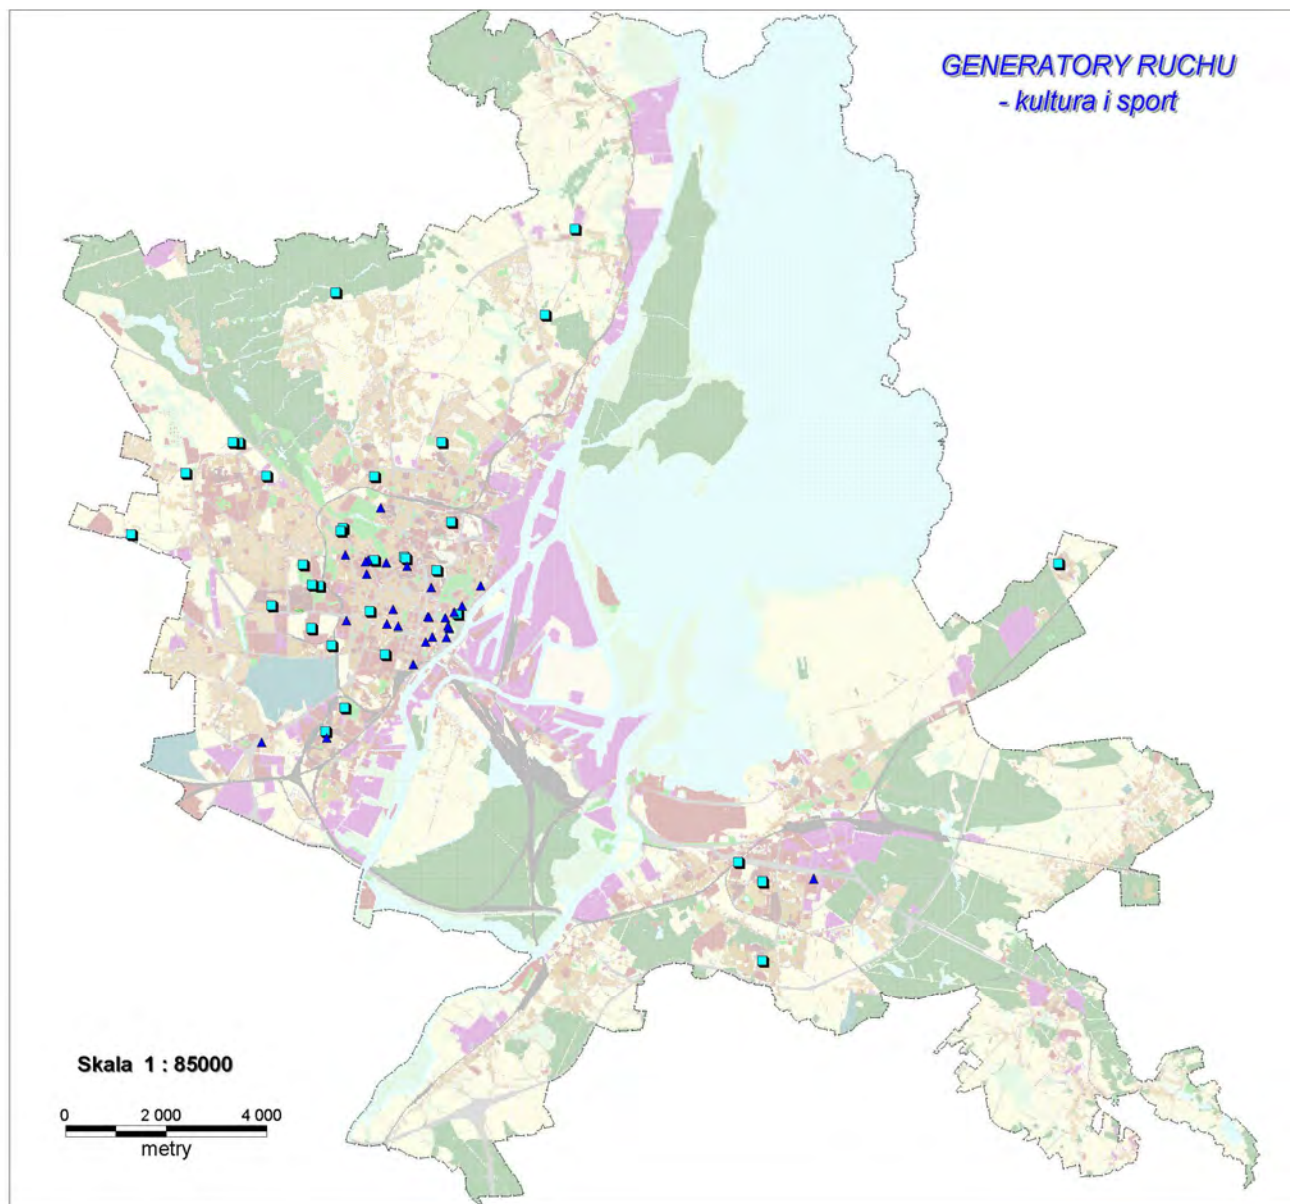 GENERATORY RUCHU
- kultura i sport
Skala 1 : 85000
0 2 000 4 000
metry